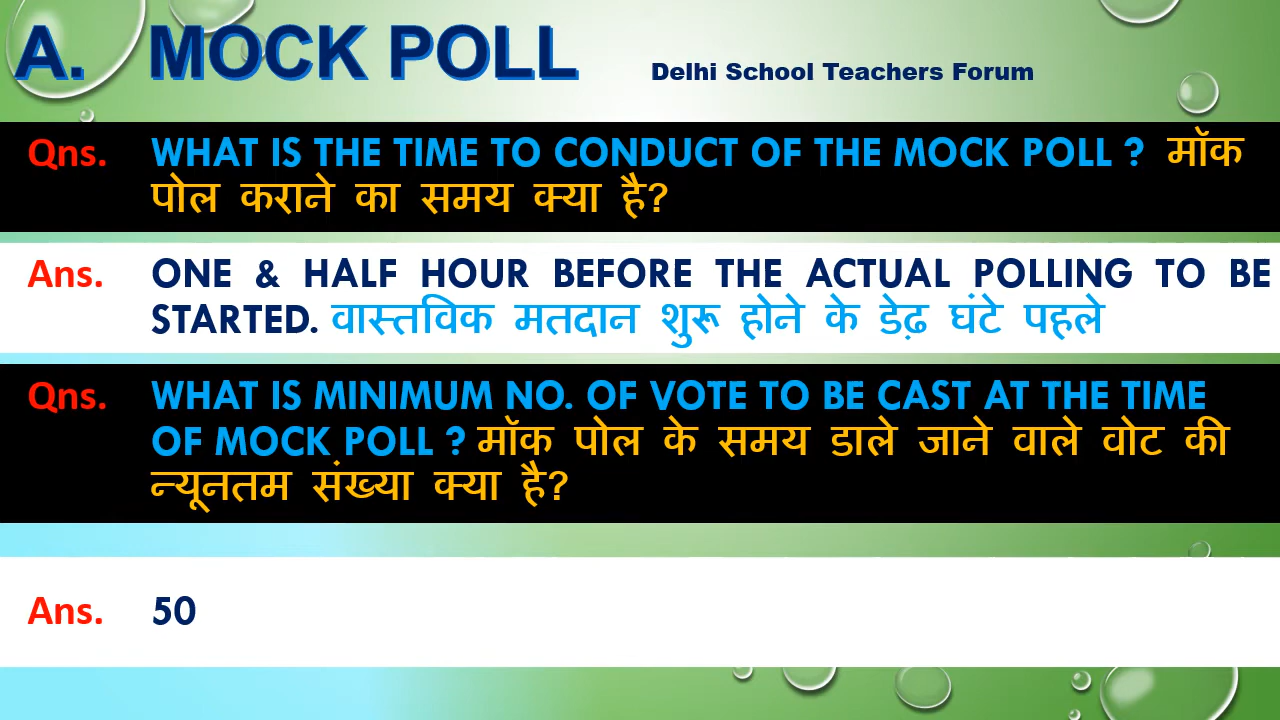 A. MOCK POLL Delhi School Teachers Forum
Qns. WHAT IS THE TIME TO CONDUCT OF THE MOCK POLL ? मॉक
पोल कराने का समय क्या है?
Ans. ONE & HALF HOUR BEFORE THE ACTUAL POLLING TO BE
STARTED. वास्तविक मतदान शुरू होने के डेढ़ घंटे पहले
Qns. WHAT IS MINIMUM NO. OF VOTE TO BE CAST AT THE TIME
OF MOCK POLL ? मॉक पोल के समय डाले जाने वाले वोट की
न्यूनतम संख्या क्या है?
Ans. 50